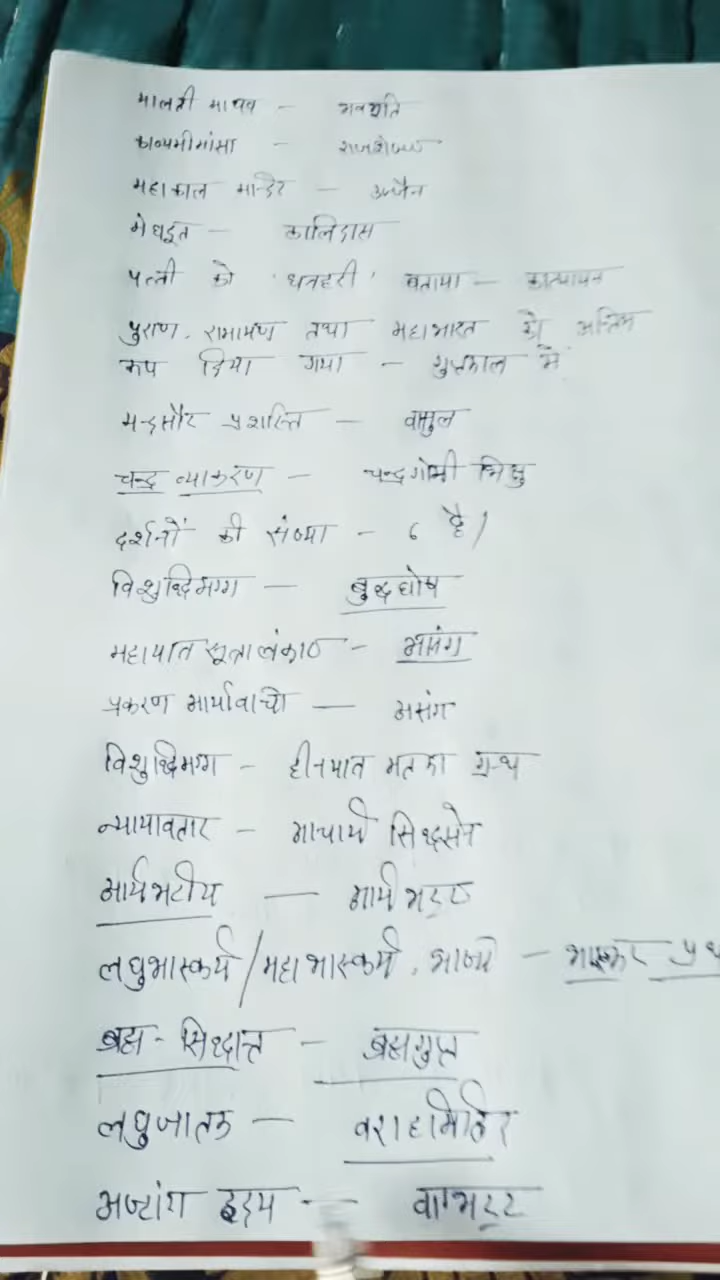 मालती माधव - भवभूति
काव्यमीमांसा - राजशेखर
महाकाल मन्दिर - उज्जैन
मेघदूत - कालिदास
पत्नी को 'धनहरी' बताया - कात्यायन
पुराण, रामायण तथा महाभारत को अन्तिम
रूप दिया गया - गुप्तकाल में
मन्दसौर प्रशस्ति - वासुल
चन्द्र व्याकरण - चन्द्रगोमी भिक्षु
दर्शनों की संख्या - 6 है।
विशुद्धिमग्ग - बुद्धघोष
महायान सूत्रालंकार - असंग
प्रकरण आर्यावाची - असंग
विशुद्धिमग्ग - हीनयान मत का ग्रन्थ
न्यायावतार - आचार्य सिद्धसेन
आर्यभटीय - आर्यभट्ट
लघुभास्कर्य/महाभास्कर्य, भाष्य - भास्कर
ब्रह्म-सिद्धान्त - ब्रह्मगुप्त
लघुजातक - वराहमिहिर
अष्टांग हृदय - वाग्भट्ट